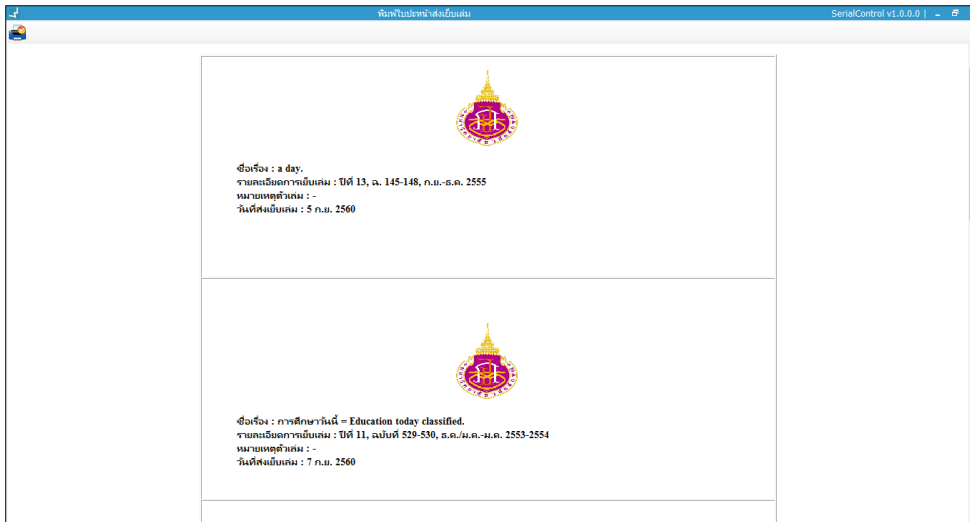 พิมพ์ใบปะหน้าส่งเย็บเล่ม
SerialControl v1.0.0.0 |
ชื่อเรื่อง : a day.
รายละเอียดการเย็บเล่ม : ปีที่ 13, ฉ. 145-148, ก.ย.-ธ.ค. 2555
หมายเหตุตัวเล่ม : -
วันที่ส่งเย็บเล่ม : 5 ก.ย. 2560
ชื่อเรื่อง : การศึกษาวันนี้ = Education today classified.
รายละเอียดการเย็บเล่ม : ปีที่ 11, ฉบับที่ 529-530, ธ.ค./ม.ค.-ม.ค. 2553-2554
หมายเหตุตัวเล่ม : -
วันที่ส่งเย็บเล่ม : 7 ก.ย. 2560